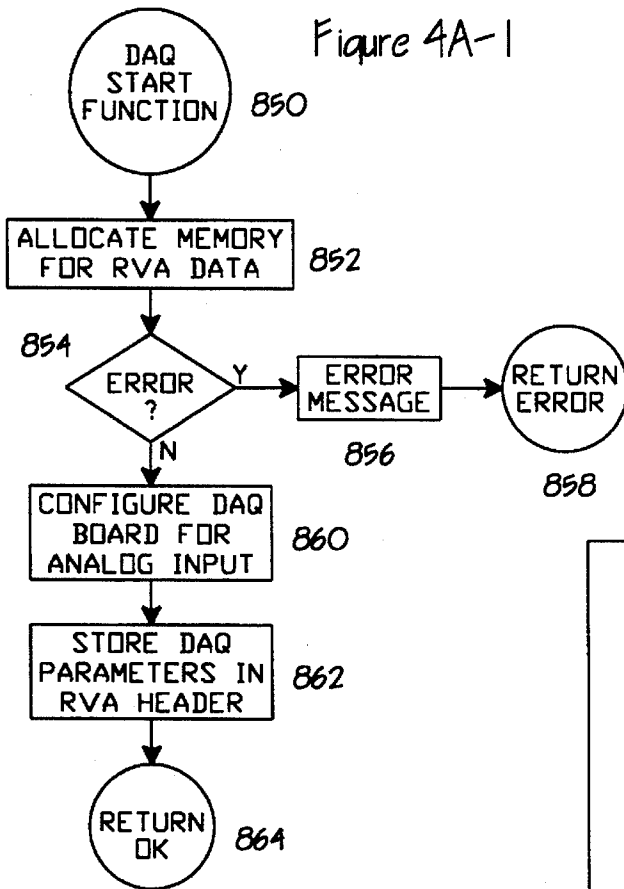 Figure 4A-1
DAQ
START
FUNCTION
850
ALLOCATE MEMORY
FOR RVA DATA
852
854
ERROR
?
Y
N
ERROR
MESSAGE
856
RETURN
ERROR
858
CONFIGURE DAQ
BOARD FOR
ANALOG INPUT
860
STORE DAQ
PARAMETERS IN
RVA HEADER
862
RETURN
OK
864